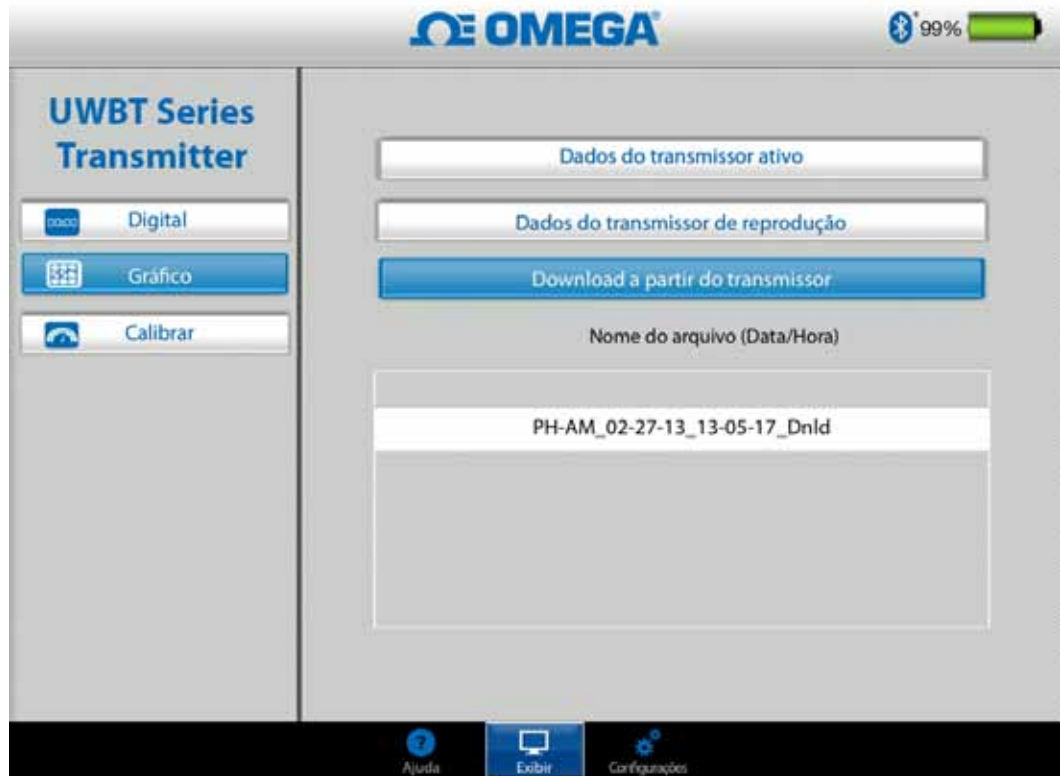 OMEGA
99%
UWBT Series
Transmitter
Digital
Gráfico
Calibrar
Dados do transmissor ativo
Dados do transmissor de reprodução
Download a partir do transmissor
Nome do arquivo (Data/Hora)
PH-AM_02-27-13_13-05-17_Dnld
Ajuda
Exibir
Configurações